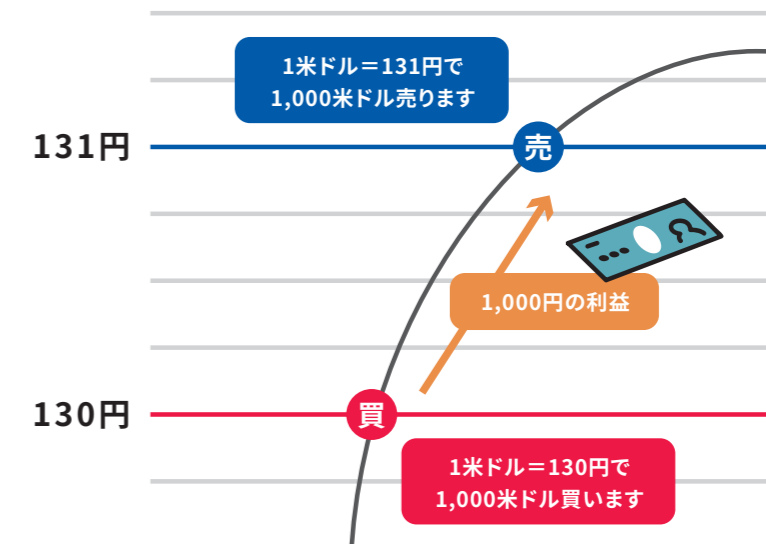 1米ドル＝131円で
1,000米ドル売ります
131円
売
1,000円の利益
130円
買
1米ドル＝130円で
1,000米ドル買います